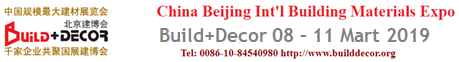 中国规模最大建材展览会
北京建博会
BUILD+DECOR
千家企业共聚国展建博会
China Beijing Int'l Building Materials Expo
Build+Decor 08 - 11 Mart 2019
Tel: 0086-10-84540980 http://www.builddecor.org